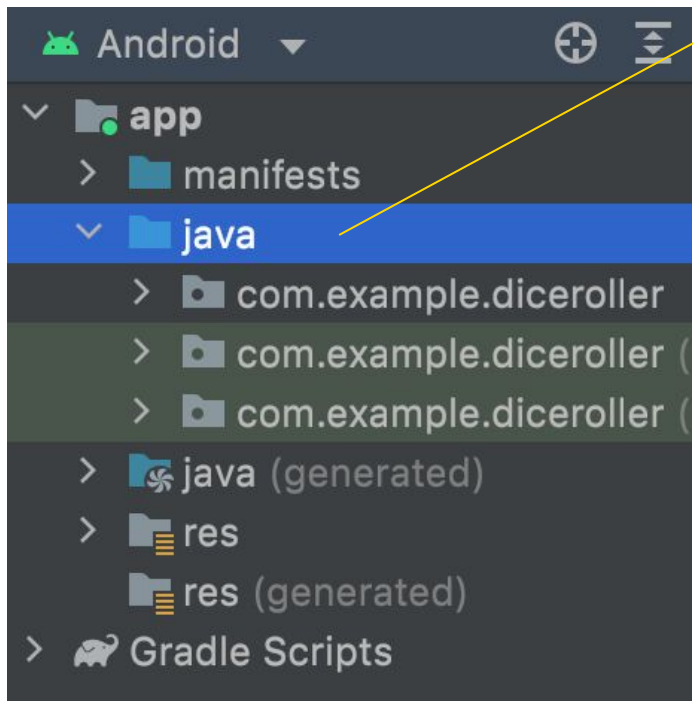 Android
app
manifests
java
com.example.diceroller
com.example.diceroller (
com.example.diceroller (
java (generated)
res
res (generated)
Gradle Scripts